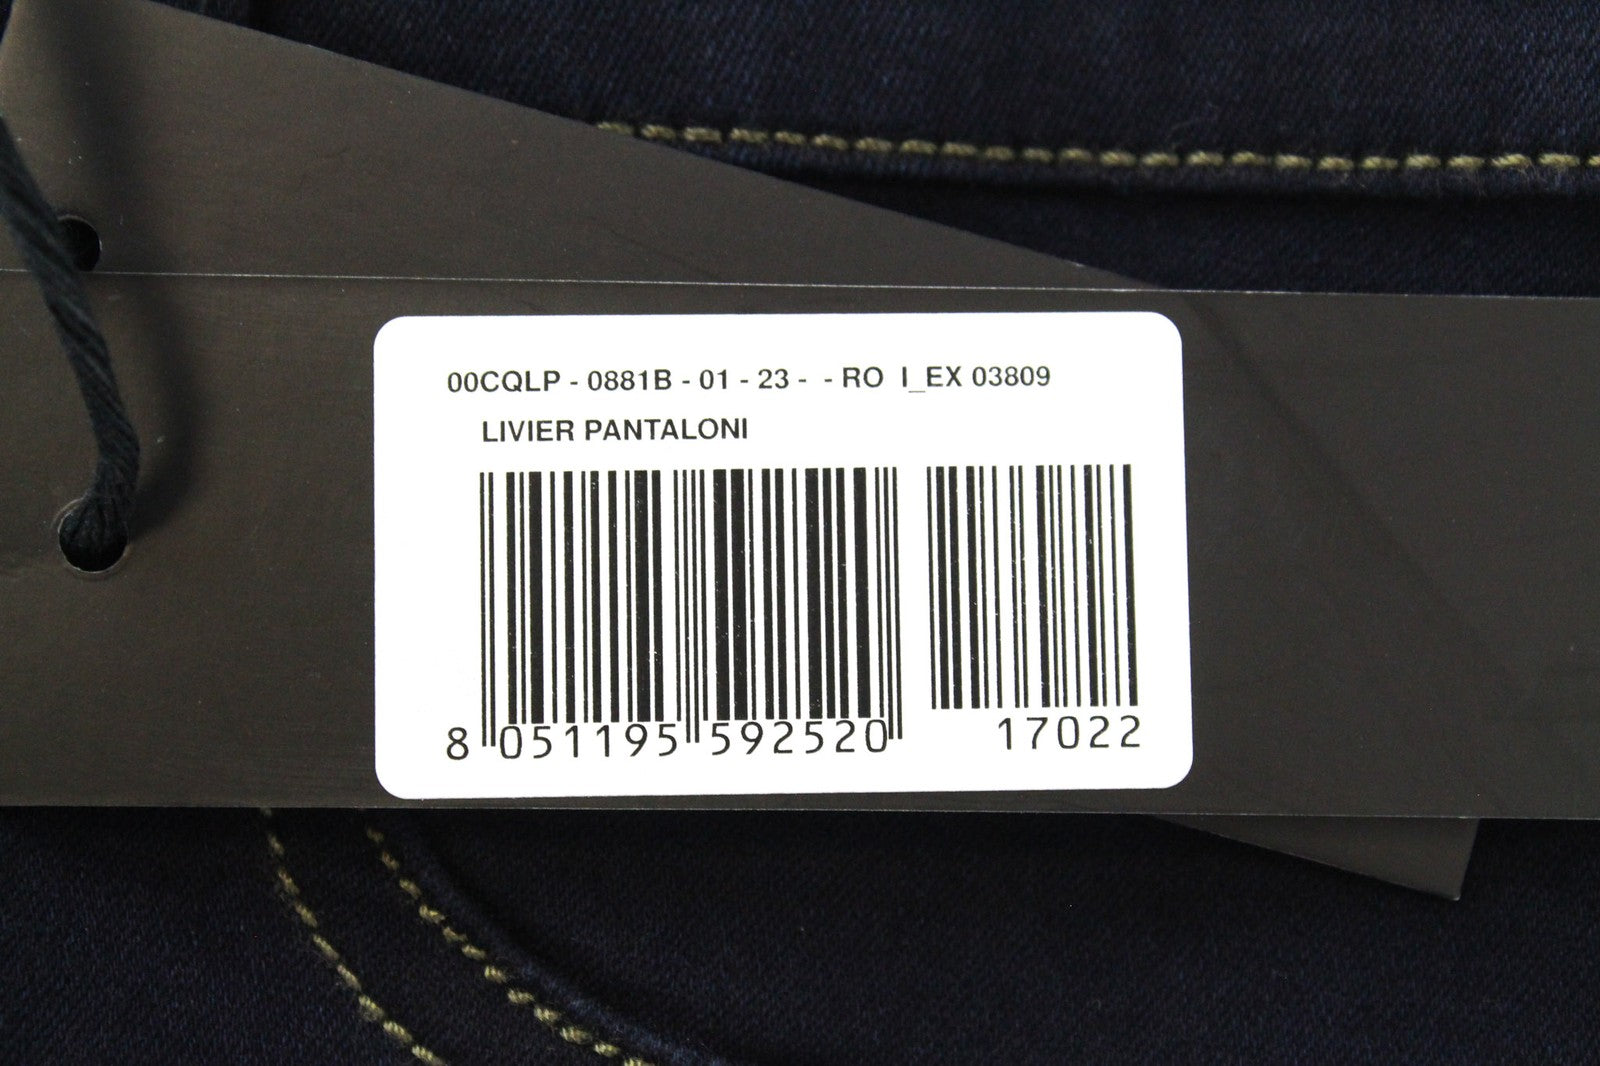 00CQLP - 0881B - 01 - 23 -  - RO  I_EX 03809
LIVIER PANTALONI
8 051195 592520 17022